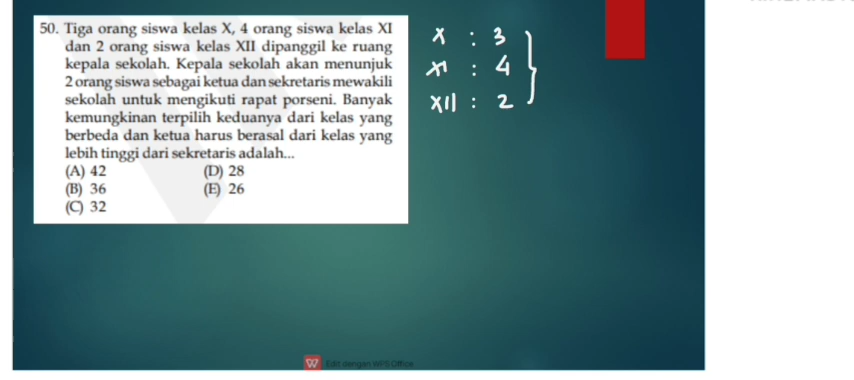 50. Tiga orang siswa kelas X, 4 orang siswa kelas XI
dan 2 orang siswa kelas XII dipanggil ke ruang
kepala sekolah. Kepala sekolah akan menunjuk
2 orang siswa sebagai ketua dan sekretaris mewakili
sekolah untuk mengikuti rapat porseni. Banyak
kemungkinan terpilih keduanya dari kelas yang
berbeda dan ketua harus berasal dari kelas yang
lebih tinggi dari sekretaris adalah...
(A) 42 (D) 28
(B) 36 (E) 26
(C) 32
X : 3
XI : 4
XII : 2
Edit dengan WPS Office